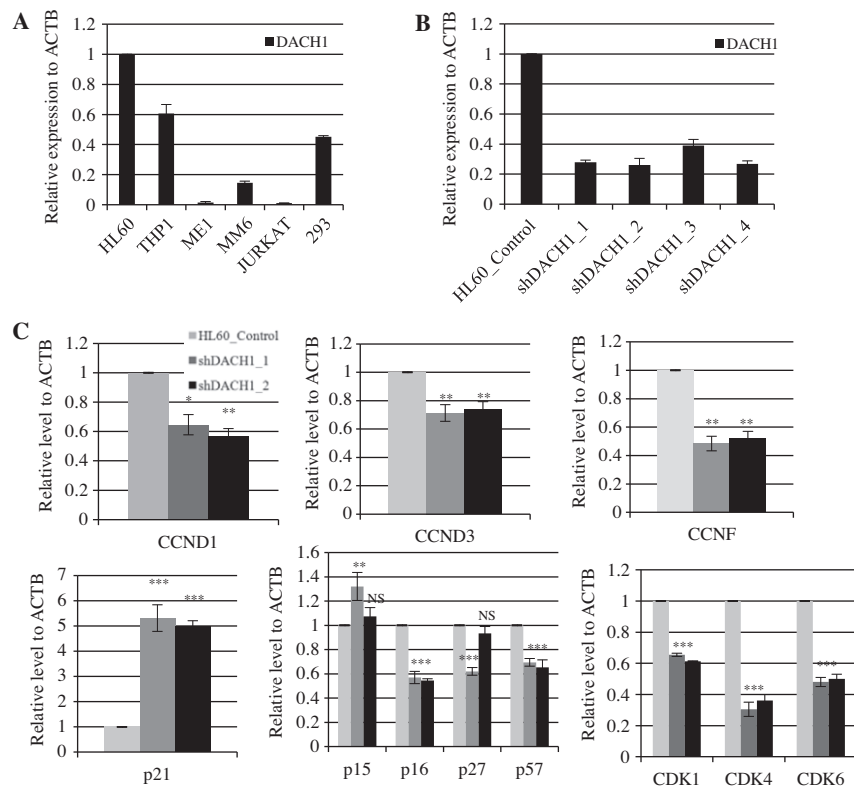 A
Relative expression to ACTB
1.2
1
0.8
0.6
0.4
0.2
0
DACH1
HL60
THP1
ME1
MM6
JURKAT
293
B
Relative expression to ACTB
1.2
1
0.8
0.6
0.4
0.2
0
DACH1
HL60_Control
shDACH1_1
shDACH1_2
shDACH1_3
shDACH1_4
C
Relative level to ACTB
1.2
1
0.8
0.6
0.4
0.2
0
HL60_Control
shDACH1_1
shDACH1_2
*
**
CCND1
Relative level to ACTB
1.2
1
0.8
0.6
0.4
0.2
0
**
**
CCND3
Relative level to ACTB
1.2
1
0.8
0.6
0.4
0.2
0
**
**
CCNF
Relative level to ACTB
7
6
5
4
3
2
1
0
***
***
p21
Relative level to ACTB
1.6
1.4
1.2
1
0.8
0.6
0.4
0.2
0
**
NS
***
***
NS
***
p15
p16
p27
p57
Relative level to ACTB
1.2
1
0.8
0.6
0.4
0.2
0
***
***
***
CDK1
CDK4
CDK6